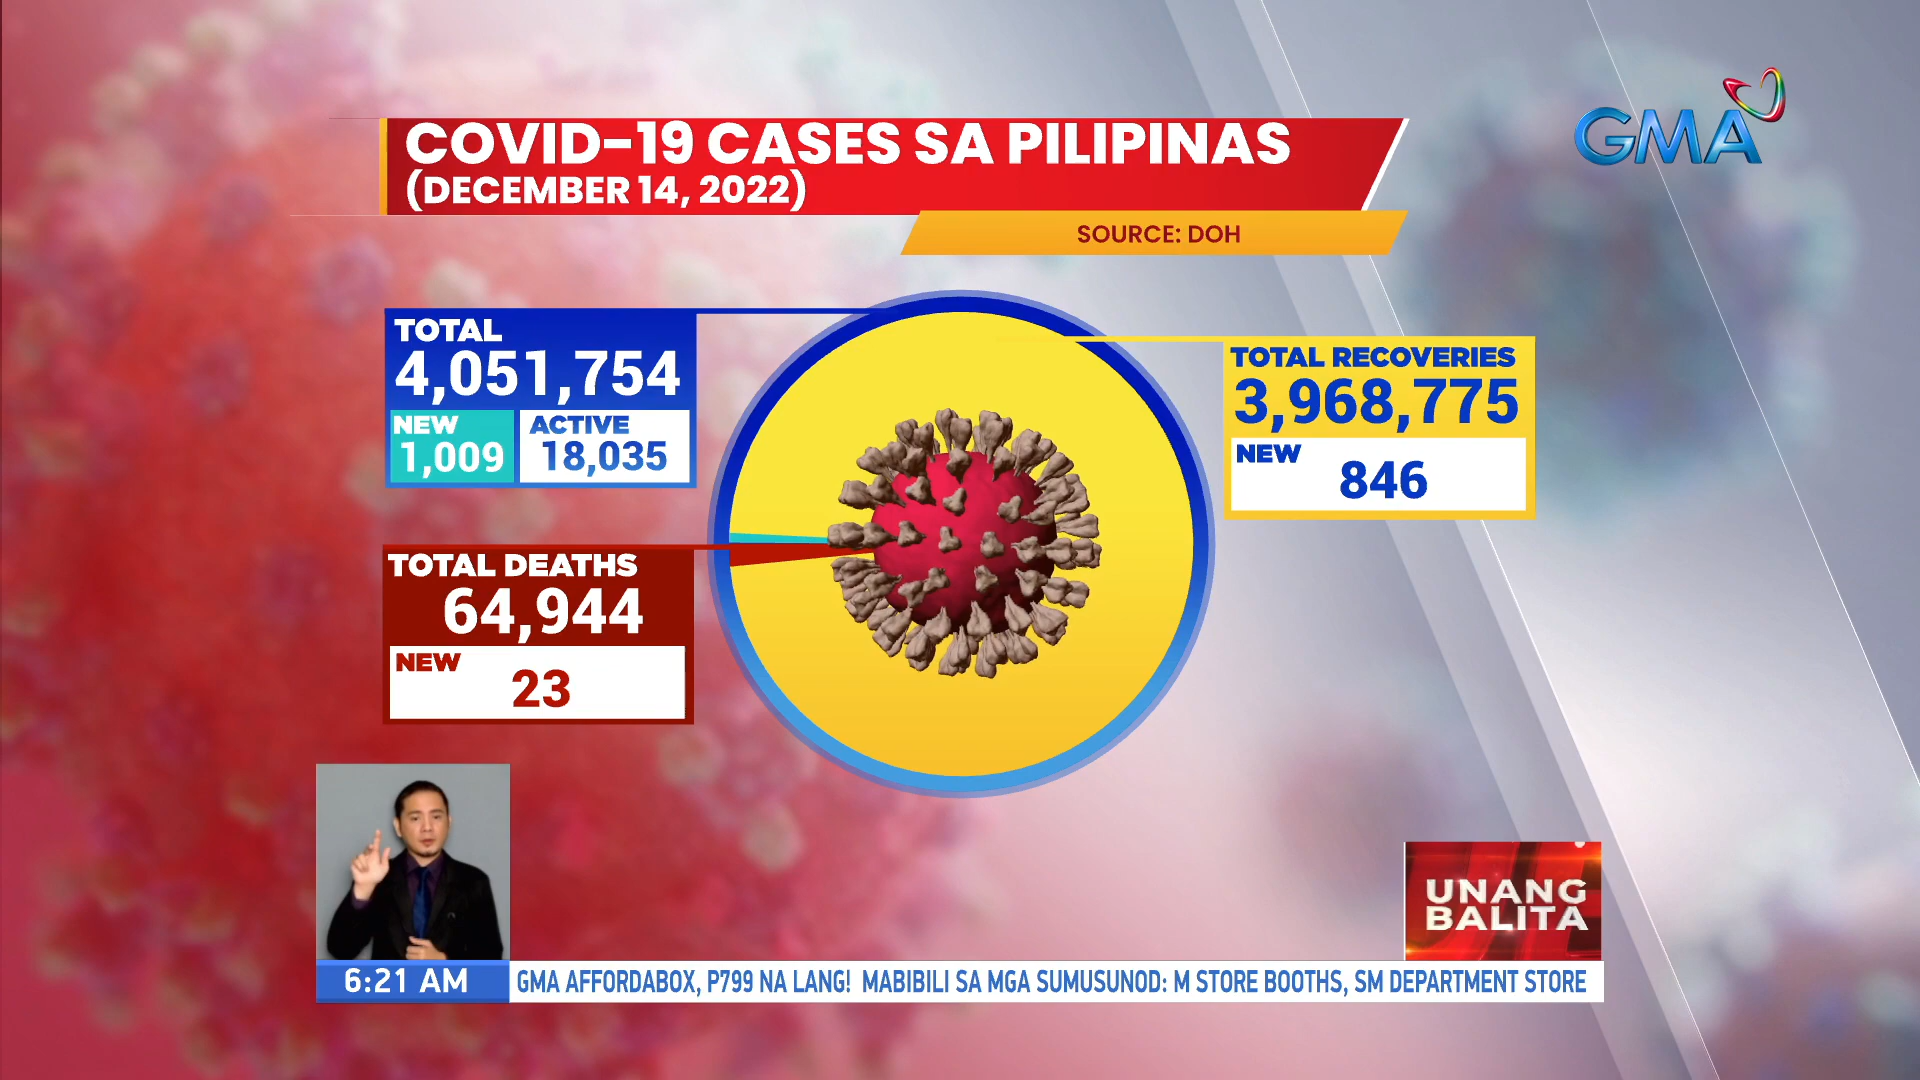 COVID-19 CASES SA PILIPINAS
(DECEMBER 14, 2022)
SOURCE: DOH
GMA
TOTAL
4,051,754
NEW
1,009
ACTIVE
18,035
TOTAL RECOVERIES
3,968,775
NEW
846
TOTAL DEATHS
64,944
NEW
23
UNANG
BALITA
6:21 AM
GMA AFFORDABOX, P799 NA LANG! MABIBILI SA MGA SUMUSUNOD: M STORE BOOTHS, SM DEPARTMENT STORE